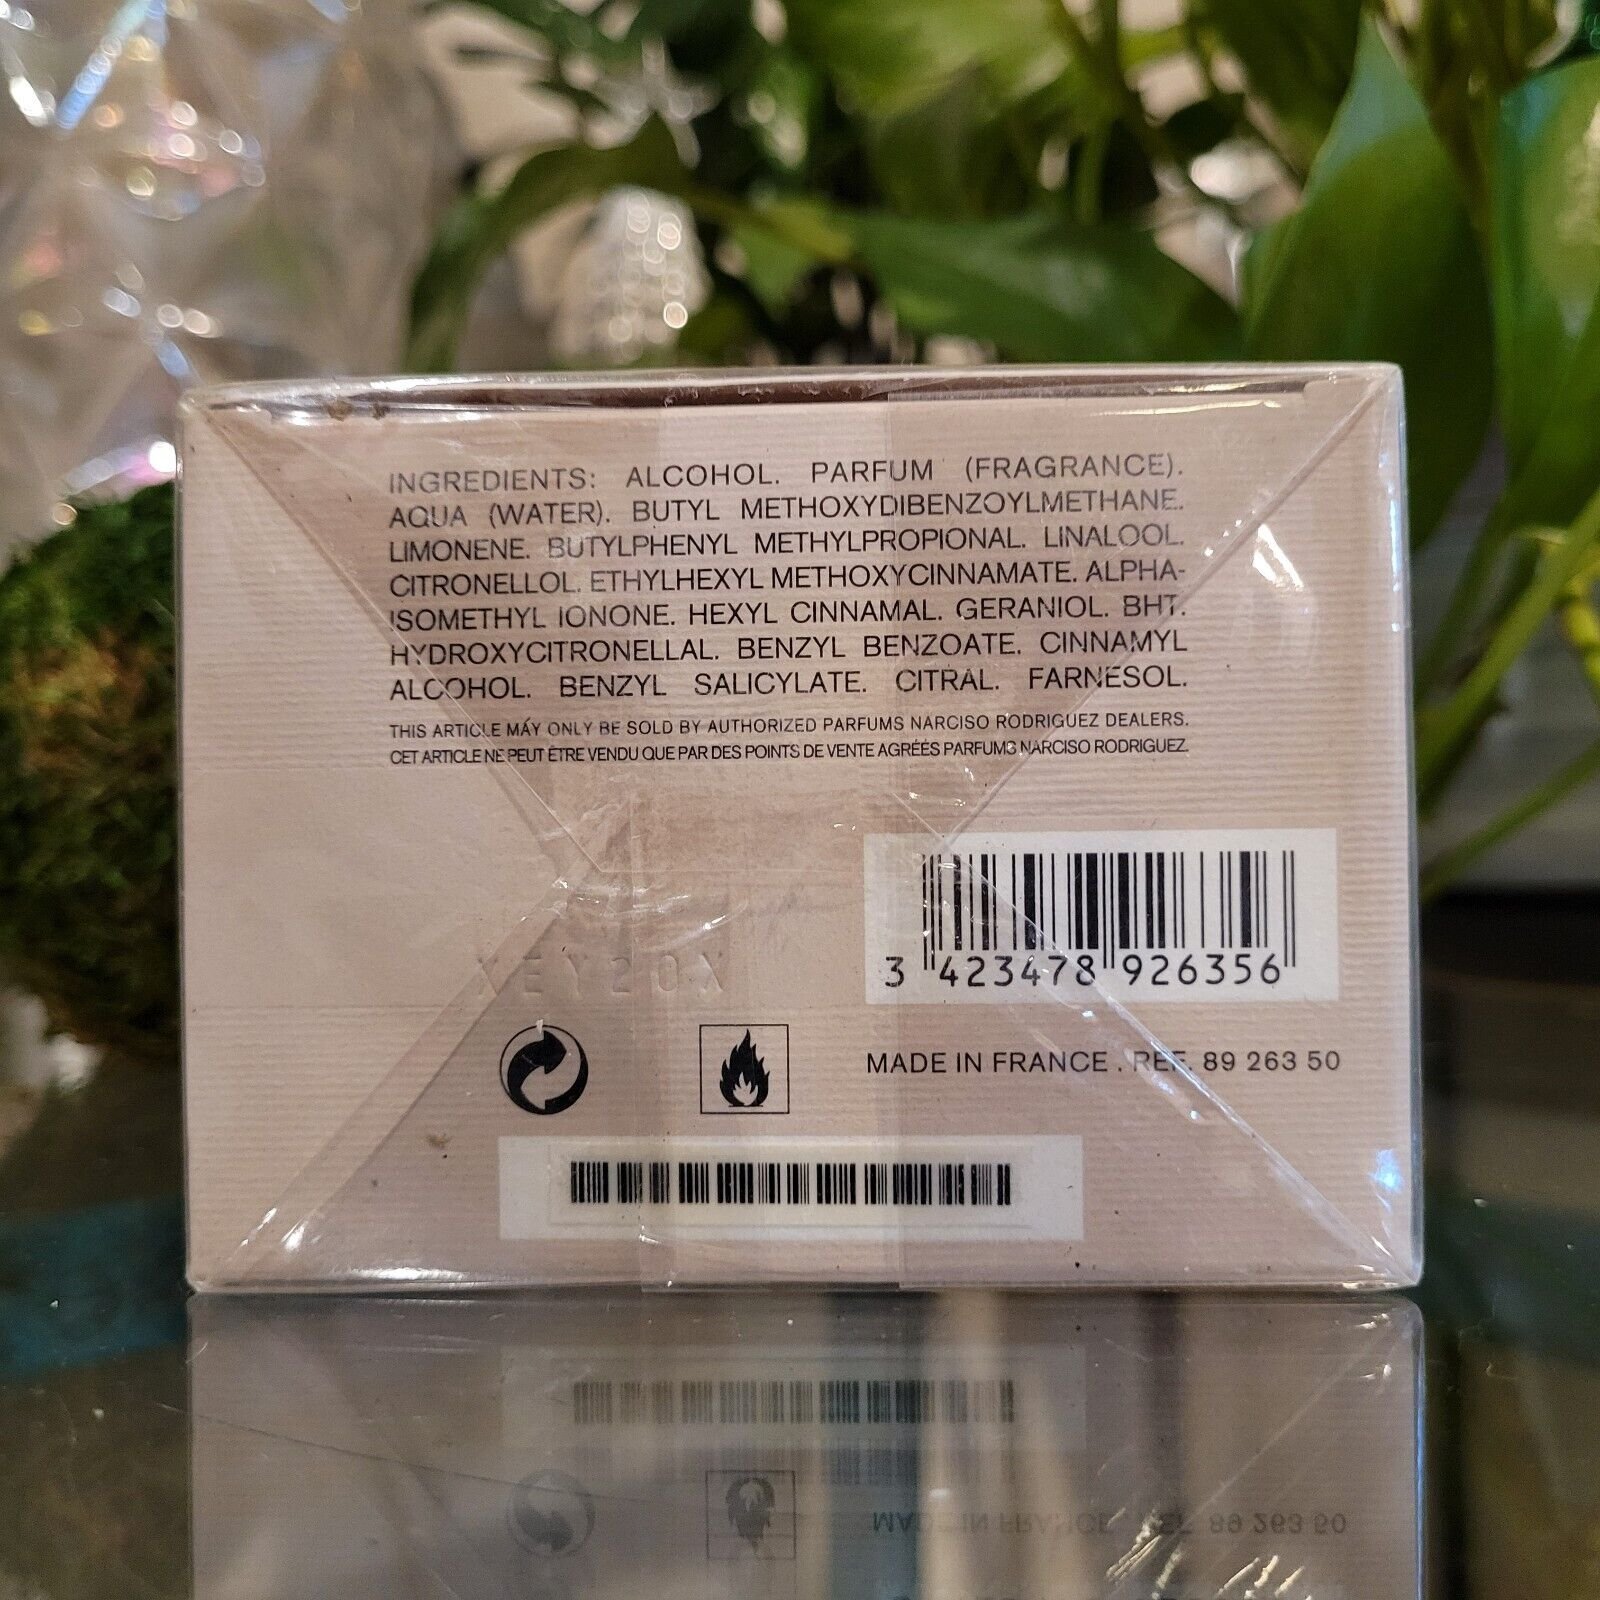 INGREDIENTS: ALCOHOL. PARFUM (FRAGRANCE).
AQUA (WATER). BUTYL METHOXYDIBENZOYLMETHANE.
LIMONENE. BUTYLPHENYL METHYLPROPIONAL. LINALOOL.
CITRONELLOL. ETHYLHEXYL METHOXYCINNAMATE. ALPHA-
ISOMETHYL IONONE. HEXYL CINNAMAL. GERANIOL. BHT.
HYDROXYCITRONELLAL. BENZYL BENZOATE. CINNAMYL
ALCOHOL. BENZYL SALICYLATE. CITRAL. FARNESOL.
THIS ARTICLE MAY ONLY BE SOLD BY AUTHORIZED PARFUMS NARCISO RODRIGUEZ DEALERS.
CET ARTICLE NE PEUT ÊTRE VENDU QUE PAR DES POINTS DE VENTE AGRÉÉS PARFUMS NARCISO RODRIGUEZ.
3 423478 926356
XEY20X
MADE IN FRANCE . REF. 89 263 50